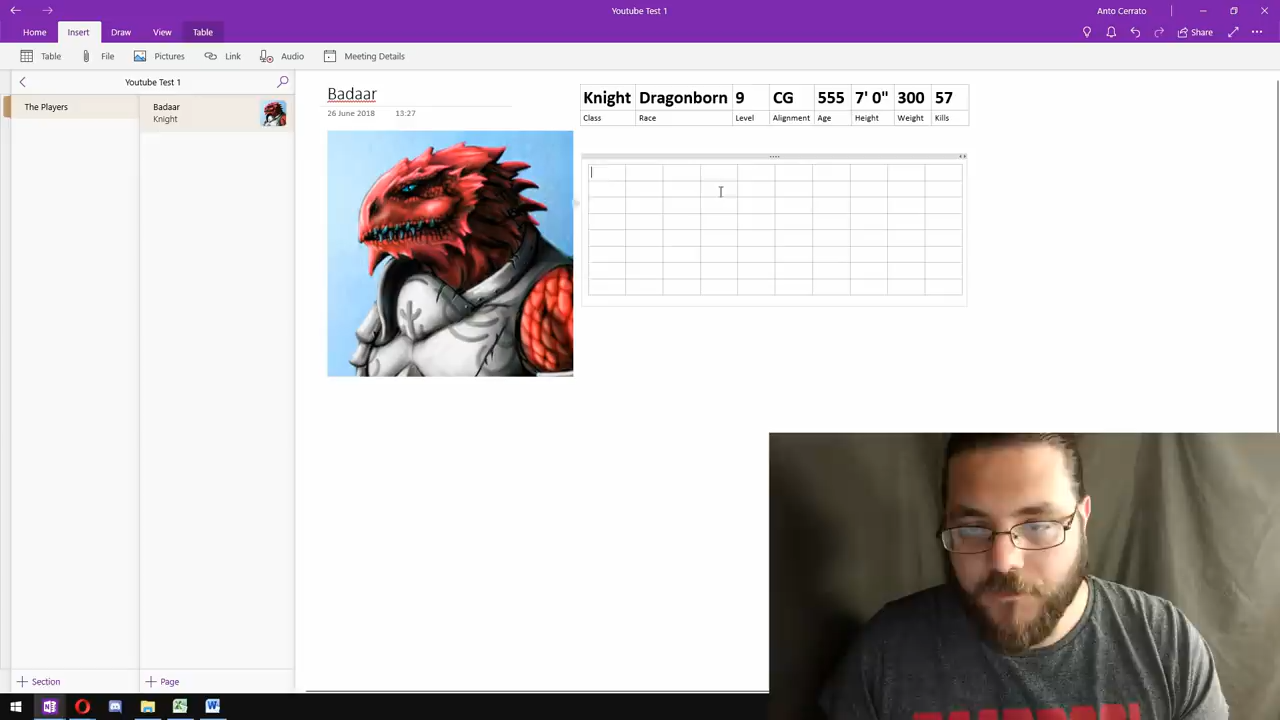 Youtube Test 1
Anto Cerrato
Home
Insert
Draw
View
Table
Share
Table
File
Pictures
Link
Audio
Meeting Details
Youtube Test 1
The Players
Badaar
Knight
Badaar
26 June 2018 13:27
Knight Dragonborn 9 CG 555 7' 0" 300 57
Class Race Level Alignment Age Height Weight Kills
Section
Page